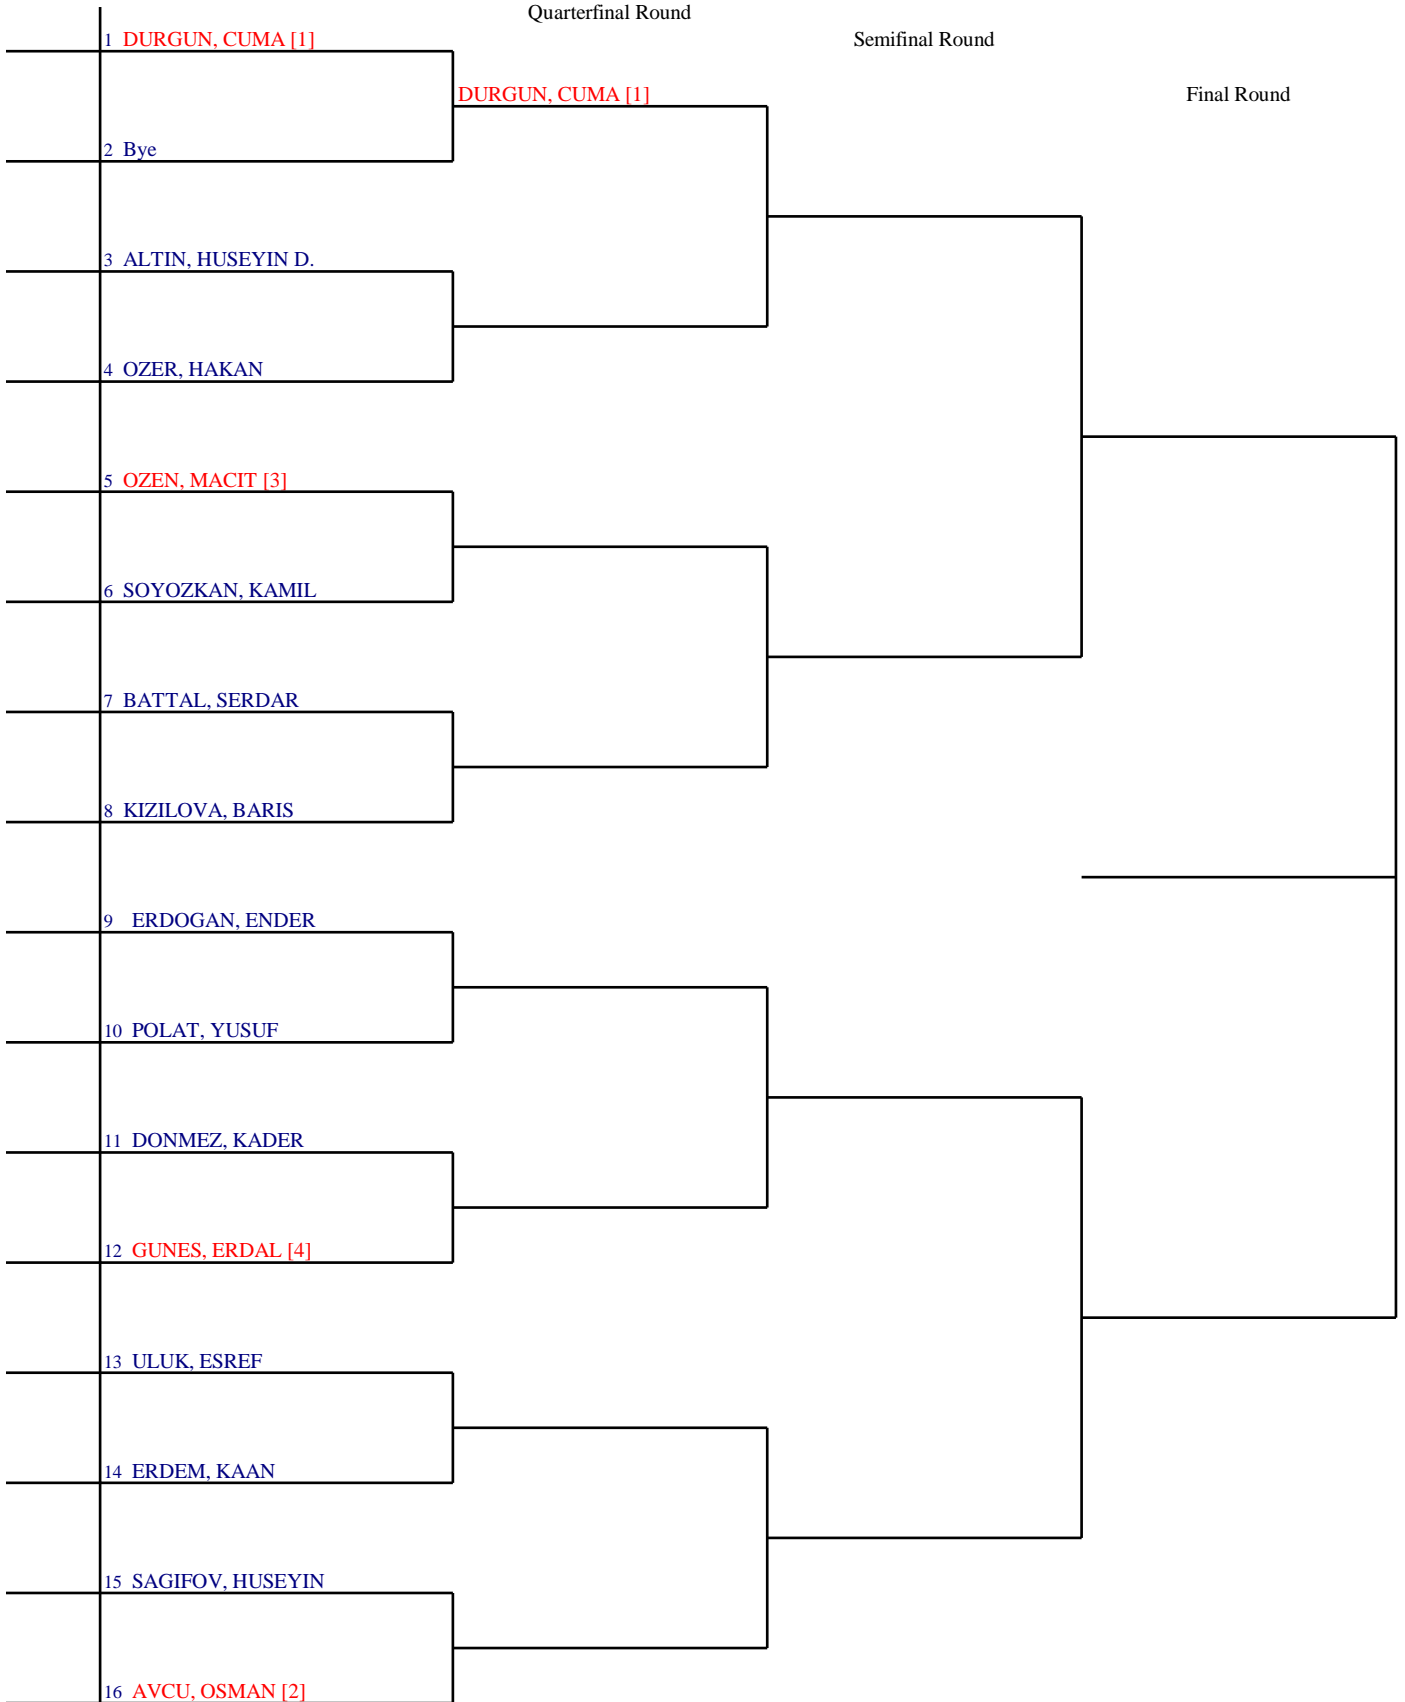 Quarterfinal Round
1 DURGUN, CUMA [1]
Semifinal Round
DURGUN, CUMA [1]
Final Round
2 Bye
3 ALTIN, HUSEYIN D.
4 OZER, HAKAN
5 OZEN, MACIT [3]
6 SOYOZKAN, KAMIL
7 BATTAL, SERDAR
8 KIZILOVA, BARIS
9 ERDOGAN, ENDER
10 POLAT, YUSUF
11 DONMEZ, KADER
12 GUNES, ERDAL [4]
13 ULUK, ESREF
14 ERDEM, KAAN
15 SAGIFOV, HUSEYIN
16 AVCU, OSMAN [2]